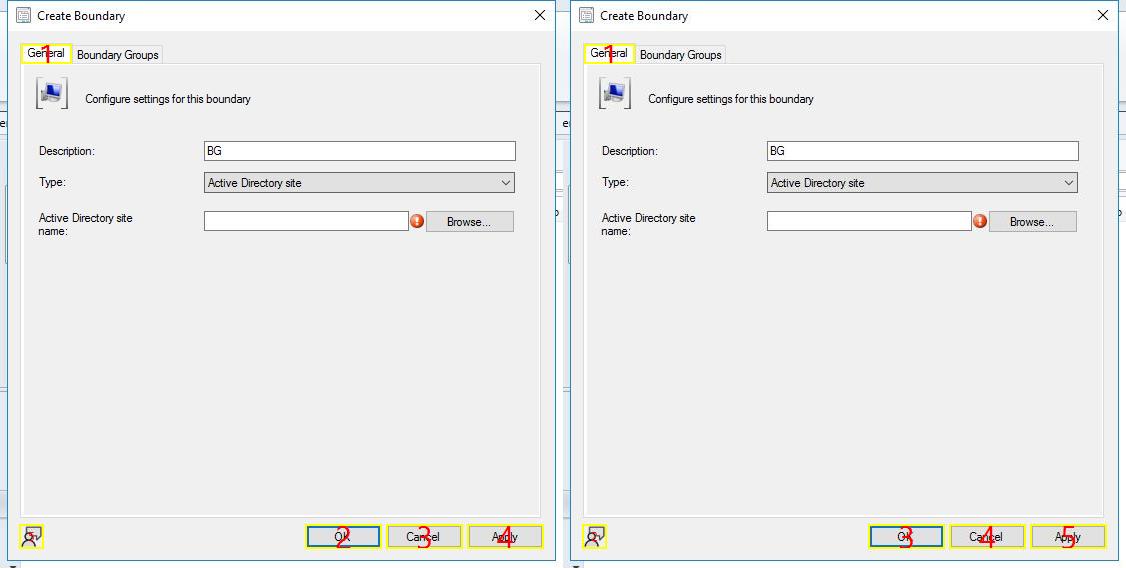 Create Boundary
General
1
Boundary Groups
Configure settings for this boundary
Description:
BG
Type:
Active Directory site
Active Directory site
name:
Browse...
OK
2
Cancel
3
Apply
4
Create Boundary
General
1
Boundary Groups
Configure settings for this boundary
Description:
BG
Type:
Active Directory site
Active Directory site
name:
Browse...
OK
3
Cancel
4
Apply
5